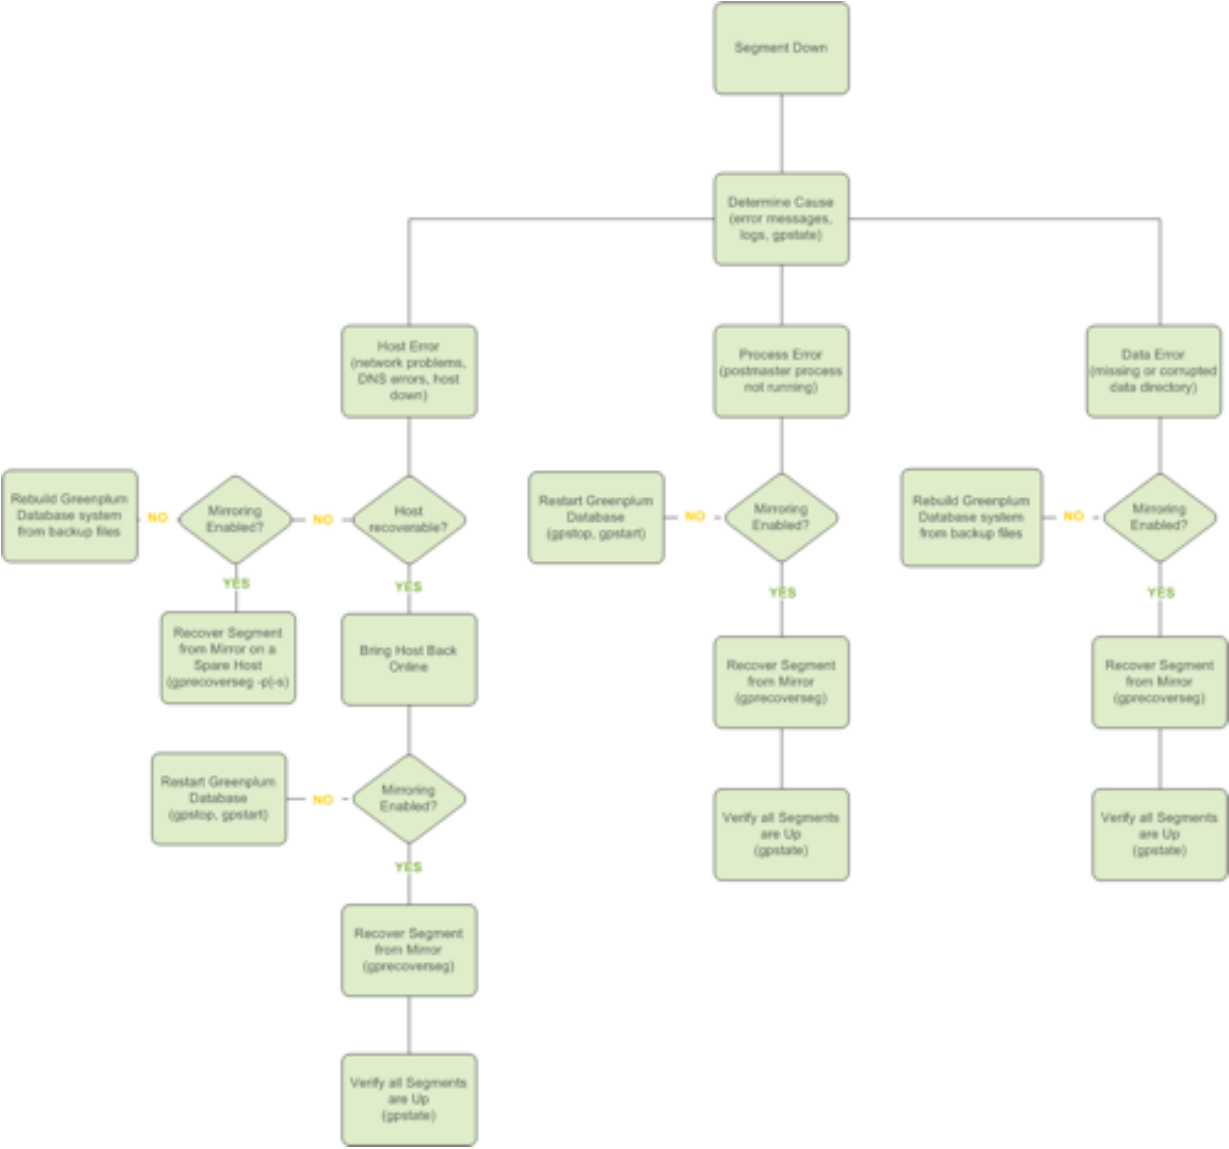 Segment Down
Determine Cause
(error messages,
logs, gpstate)
Host Error
(network problems,
DNS errors, host
down)
Process Error
(postmaster process
not running)
Data Error
(missing or corrupted
data directory)
Rebuild Greenplum
Database system
from backup files
NO
Mirroring
Enabled?
NO
Host
recoverable?
Restart Greenplum
Database
(gpstop, gpstart)
NO
Mirroring
Enabled?
Rebuild Greenplum
Database system
from backup files
NO
Mirroring
Enabled?
YES
YES
YES
YES
Recover Segment
from Mirror on a
Spare Host
(gprecoverseg -p|-s)
Bring Host Back
Online
Recover Segment
from Mirror
(gprecoverseg)
Recover Segment
from Mirror
(gprecoverseg)
Restart Greenplum
Database
(gpstop, gpstart)
NO
Mirroring
Enabled?
Verify all Segments
are Up
(gpstate)
Verify all Segments
are Up
(gpstate)
YES
Recover Segment
from Mirror
(gprecoverseg)
Verify all Segments
are Up
(gpstate)